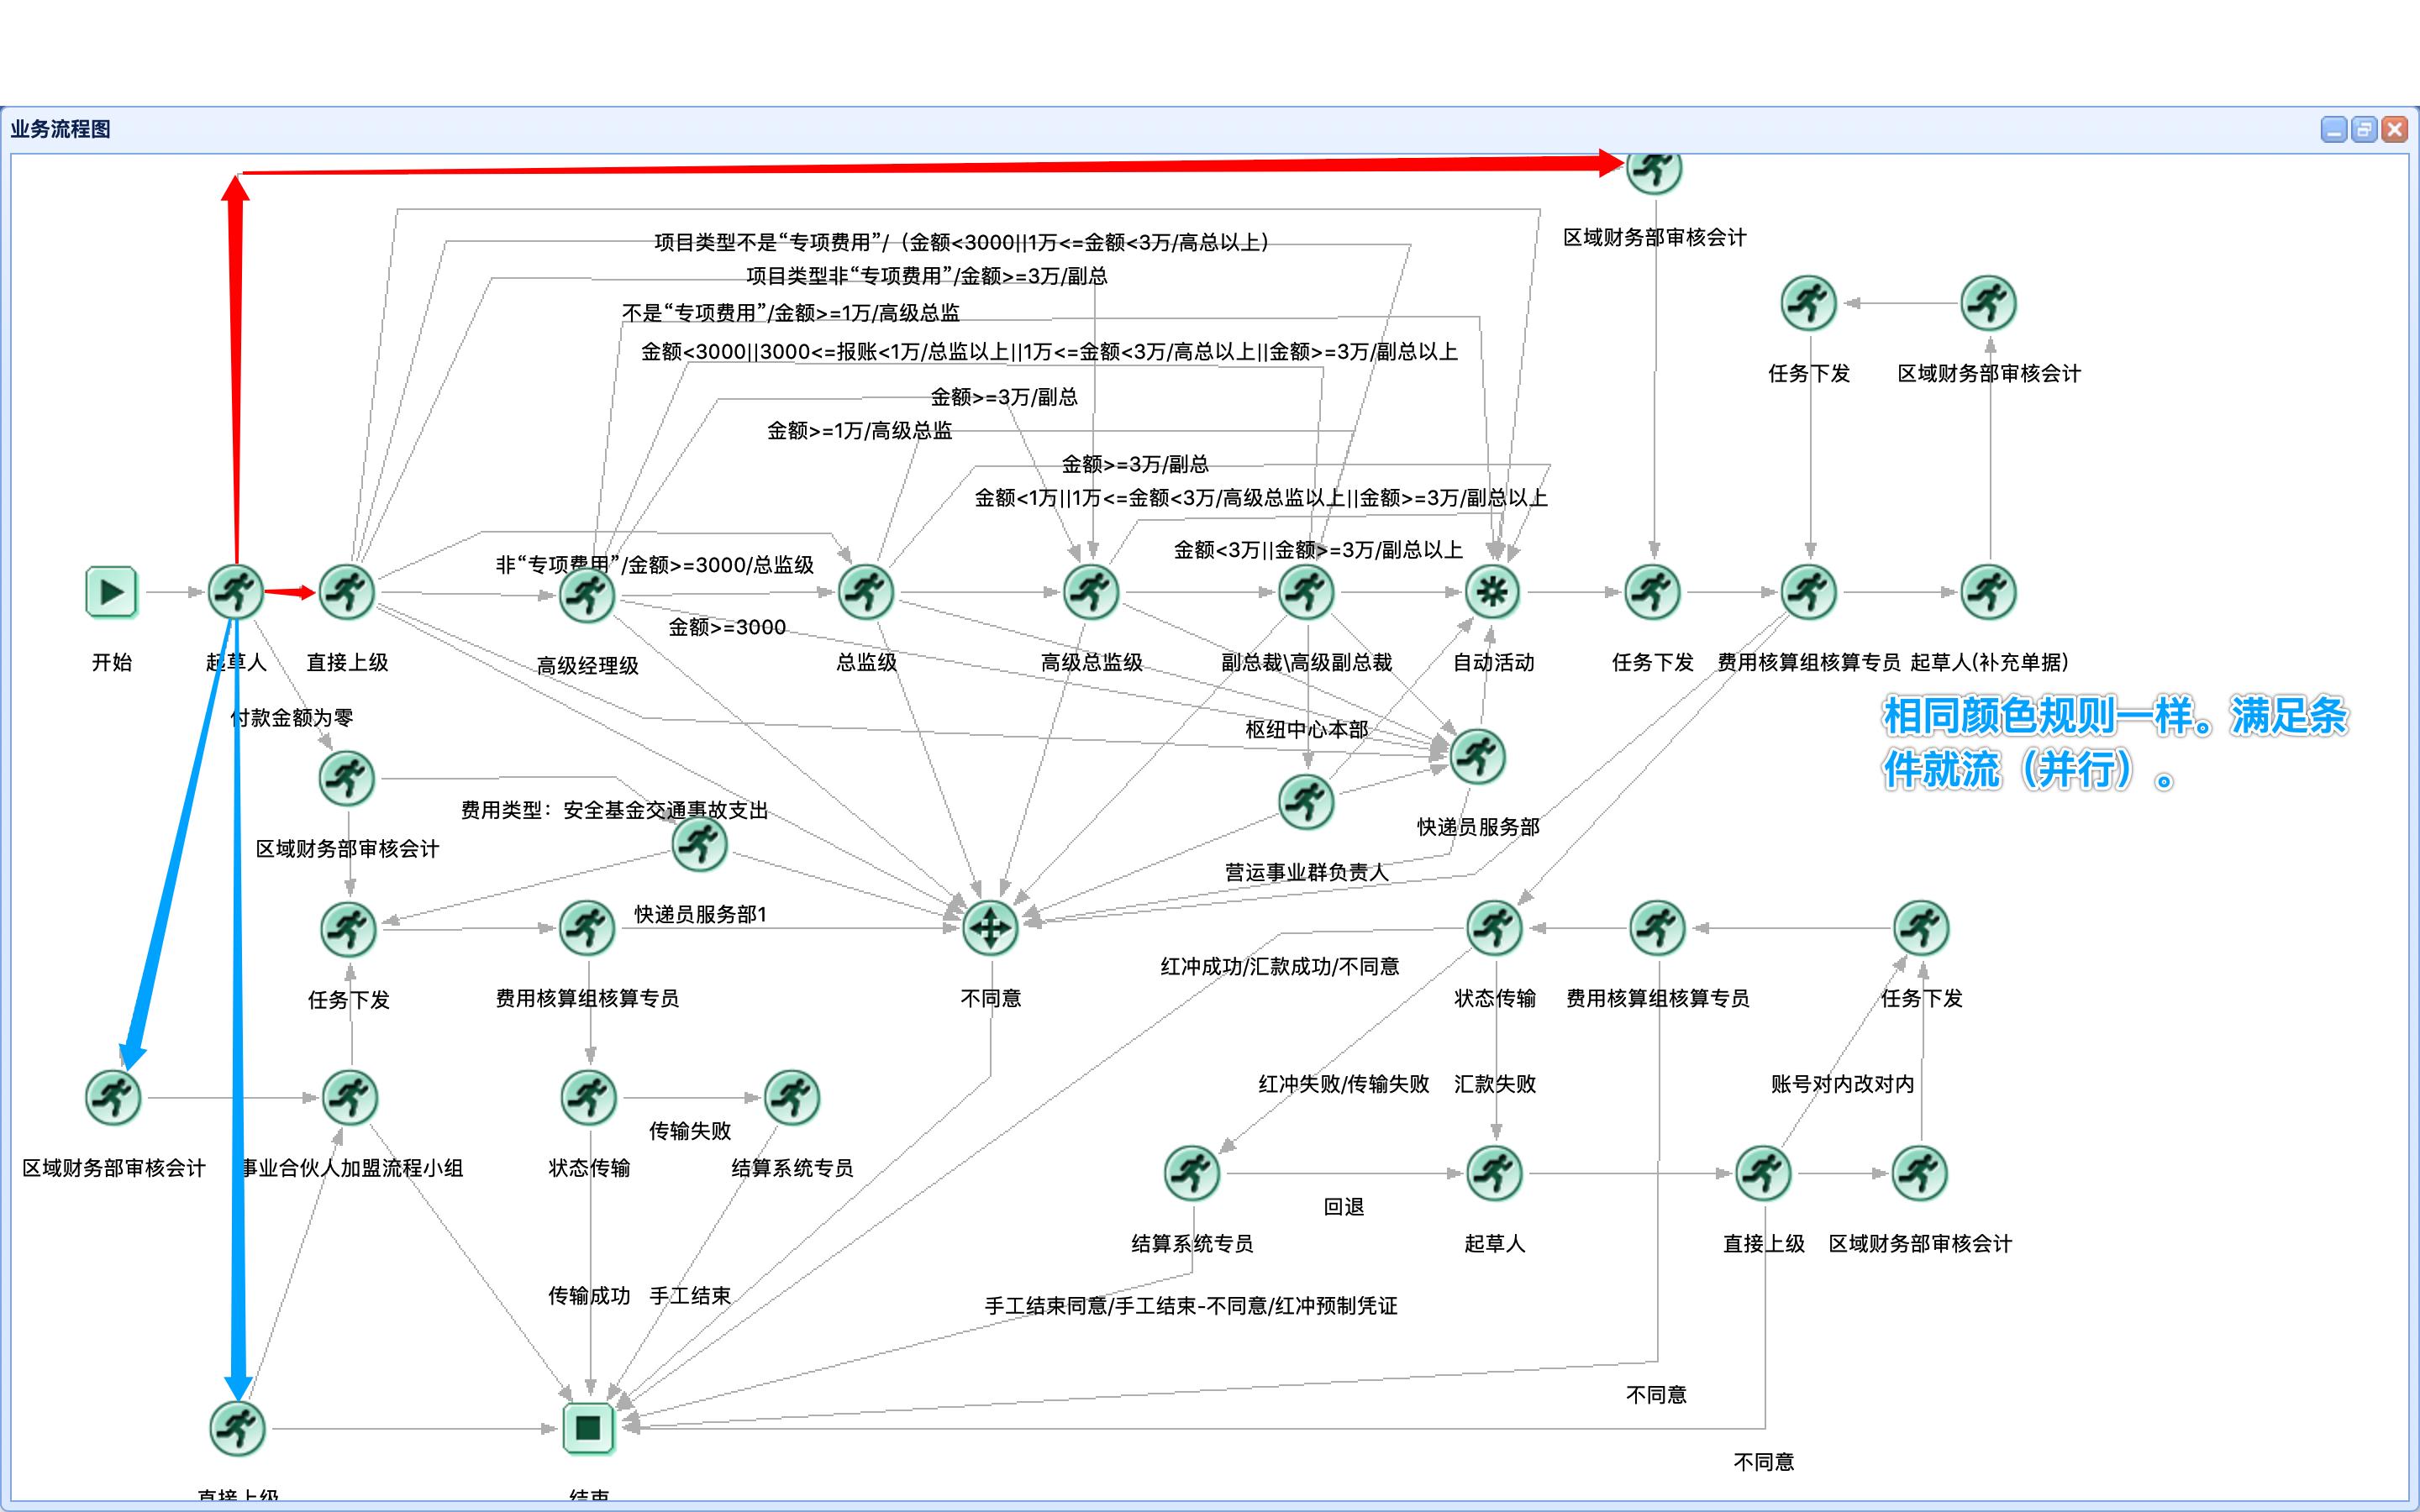 业务流程图
区域财务部审核会计
项目类型不是“专项费用”/（金额<3000||1万<=金额<3万/高总以上）
项目类型非“专项费用”/金额>=3万/副总
不是“专项费用”/金额>=1万/高级总监
金额<3000||3000<=报账<1万/总监以上||1万<=金额<3万/高总以上||金额>=3万/副总以上
任务下发
区域财务部审核会计
金额>=3万/副总
金额>=1万/高级总监
金额>=3万/副总
金额<1万||1万<=金额<3万/高级总监以上||金额>=3万/副总以上
金额<3万||金额>=3万/副总以上
非“专项费用”/金额>=3000/总监级
金额>=3000
开始
起草人
直接上级
高级经理级
总监级
高级总监级
副总裁\高级副总裁
自动活动
任务下发
费用核算组核算专员
起草人(补充单据)
相同颜色规则一样。满足条
件就流（并行）。
付款金额为零
枢纽中心本部
费用类型：安全基金交通事故支出
快递员服务部
区域财务部审核会计
营运事业群负责人
快递员服务部1
红冲成功/汇款成功/不同意
任务下发
费用核算组核算专员
不同意
状态传输
费用核算组核算专员
任务下发
红冲失败/传输失败
汇款失败
账号对内改对内
传输失败
区域财务部审核会计
事业合伙人加盟流程小组
状态传输
结算系统专员
回退
结算系统专员
起草人
直接上级
区域财务部审核会计
传输成功
手工结束
手工结束同意/手工结束-不同意/红冲预制凭证
不同意
不同意
直接上级
结束